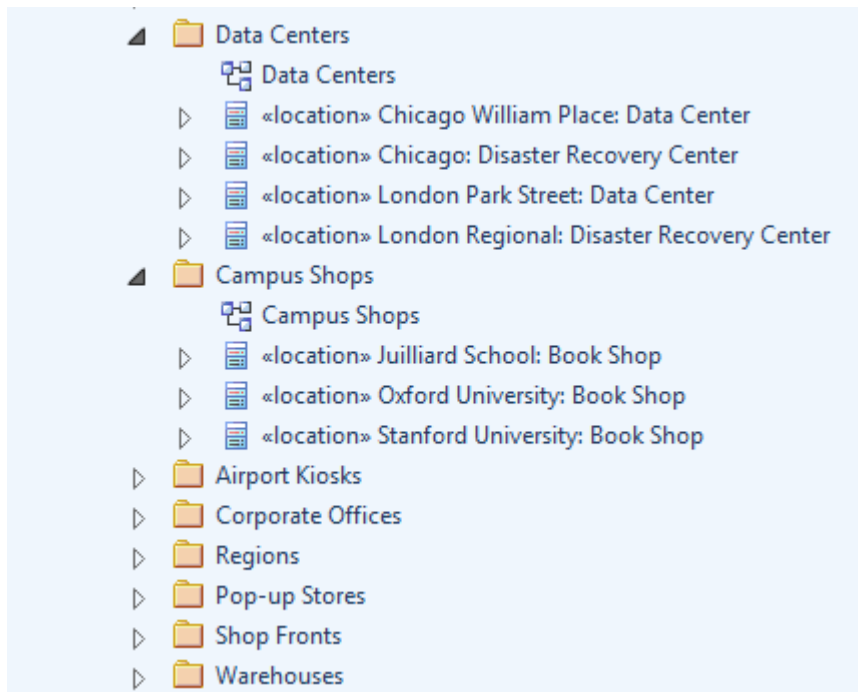 Data Centers
Data Centers
«location» Chicago William Place: Data Center
«location» Chicago: Disaster Recovery Center
«location» London Park Street: Data Center
«location» London Regional: Disaster Recovery Center
Campus Shops
Campus Shops
«location» Juilliard School: Book Shop
«location» Oxford University: Book Shop
«location» Stanford University: Book Shop
Airport Kiosks
Corporate Offices
Regions
Pop-up Stores
Shop Fronts
Warehouses